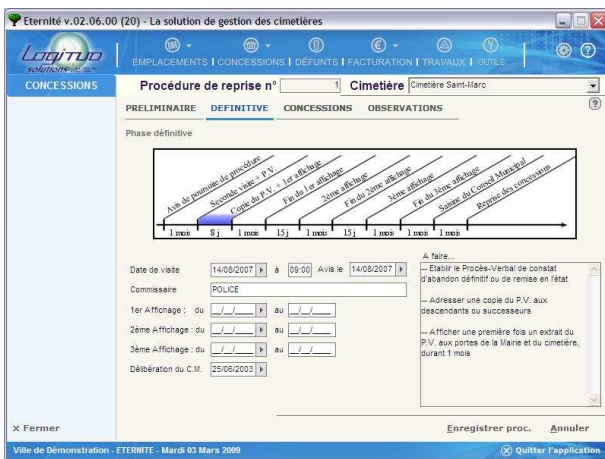 Eternité v.02.06.00 (20) - La solution de gestion des cimetières
Logitud
solutions
EMPLACEMENTS | CONCESSIONS | DÉFUNTS | FACTURATION | TRAVAUX | OUTILS
CONCESSIONS
Procédure de reprise n° 1 Cimetière Cimetière Saint-Marc
PRELIMINAIRE DEFINITIVE CONCESSIONS OBSERVATIONS
Phase définitive
Avis de poursuite de procédure
Seconde visite + P.V.
Copie du P.V. + 1er affichage
Fin du 1er affichage
2ème affichage
Fin du 2ème affichage
3ème affichage
Fin du 3ème affichage
Saisine du Conseil Municipal
Reprise des concessions
1 mois 8 j 1 mois 15 j 1 mois 15 j 1 mois 1 mois 1 mois
A faire...
Date de visite 14/08/2007 à 09:00 Avis le 14/08/2007
Commissaire POLICE
1er Affichage : du __/__/____ au __/__/____
2ème Affichage : du __/__/____ au __/__/____
3ème Affichage : du __/__/____ au __/__/____
Délibération du C.M. 25/06/2003
-- Etablir le Procès-Verbal de constat
d'abandon définitif ou de remise en l'état
-- Adresser une copie du P.V. aux
descendants ou successeurs
-- Afficher une première fois un extrait du
P.V. aux portes de la Mairie et du cimetière,
durant 1 mois
× Fermer
Enregistrer proc. Annuler
Ville de Démonstration - ETERNITE - Mardi 03 Mars 2009
Quitter l'application